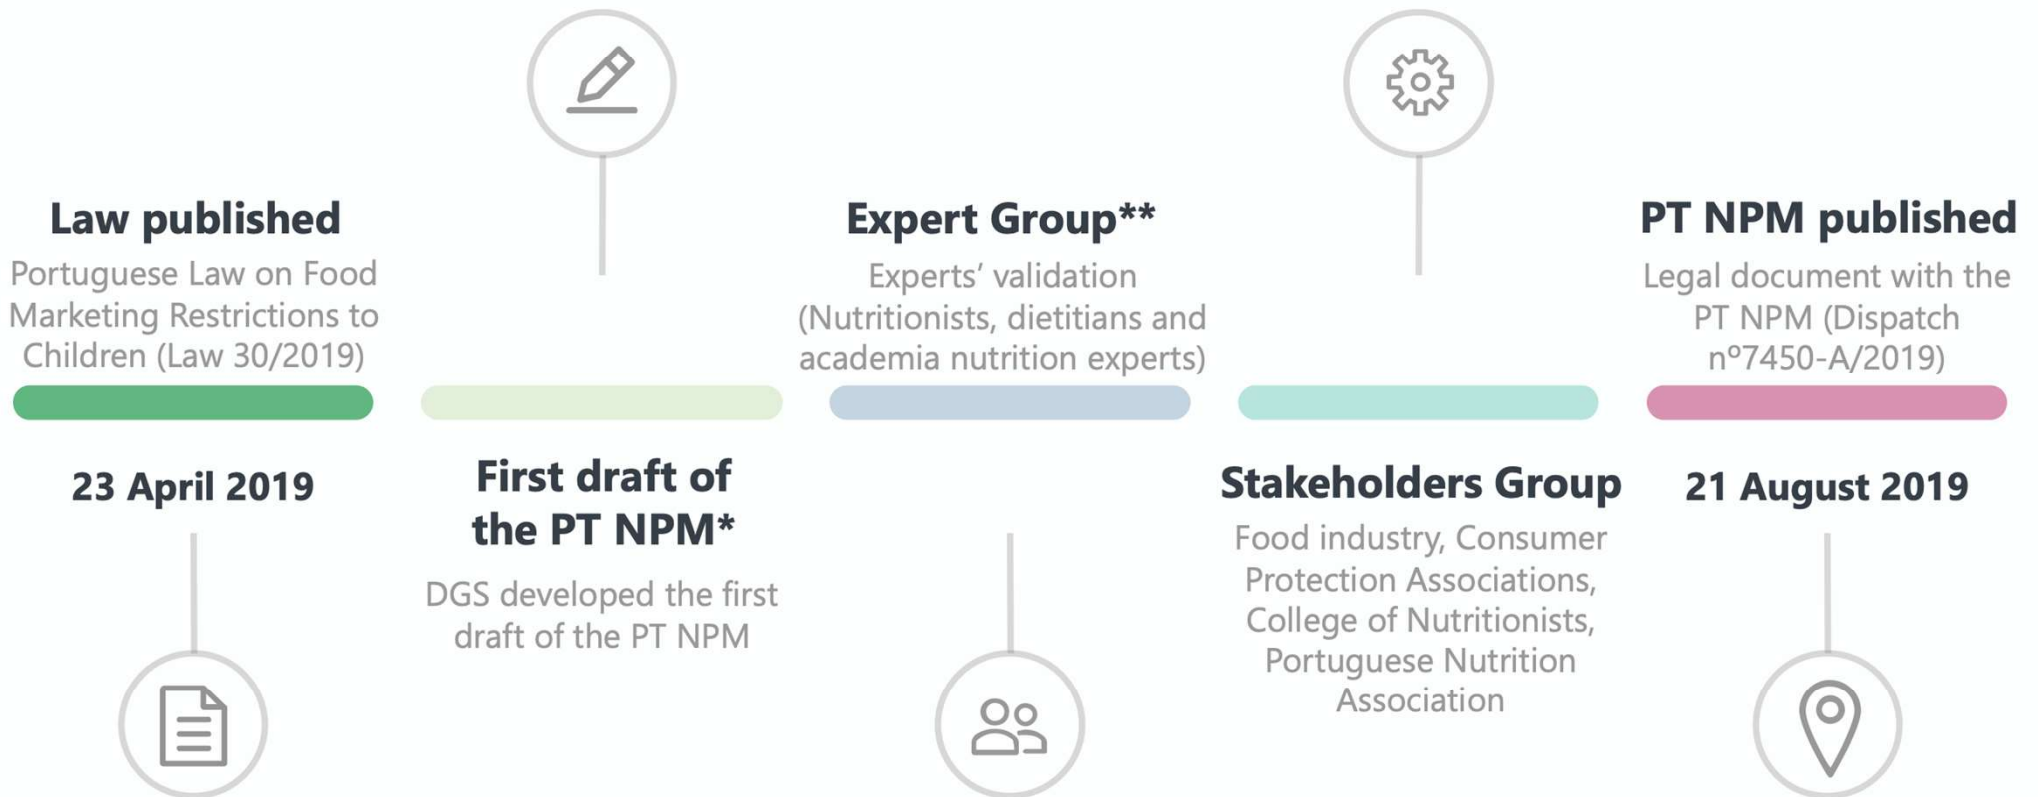 Law published
Portuguese Law on Food
Marketing Restrictions to
Children (Law 30/2019)
23 April 2019
First draft of
the PT NPM*
DGS developed the first
draft of the PT NPM
Expert Group**
Experts’ validation
(Nutritionists, dietitians and
academia nutrition experts)
Stakeholders Group
Food industry, Consumer
Protection Associations,
College of Nutritionists,
Portuguese Nutrition
Association
PT NPM published
Legal document with the
PT NPM (Dispatch
nº7450-A/2019)
21 August 2019